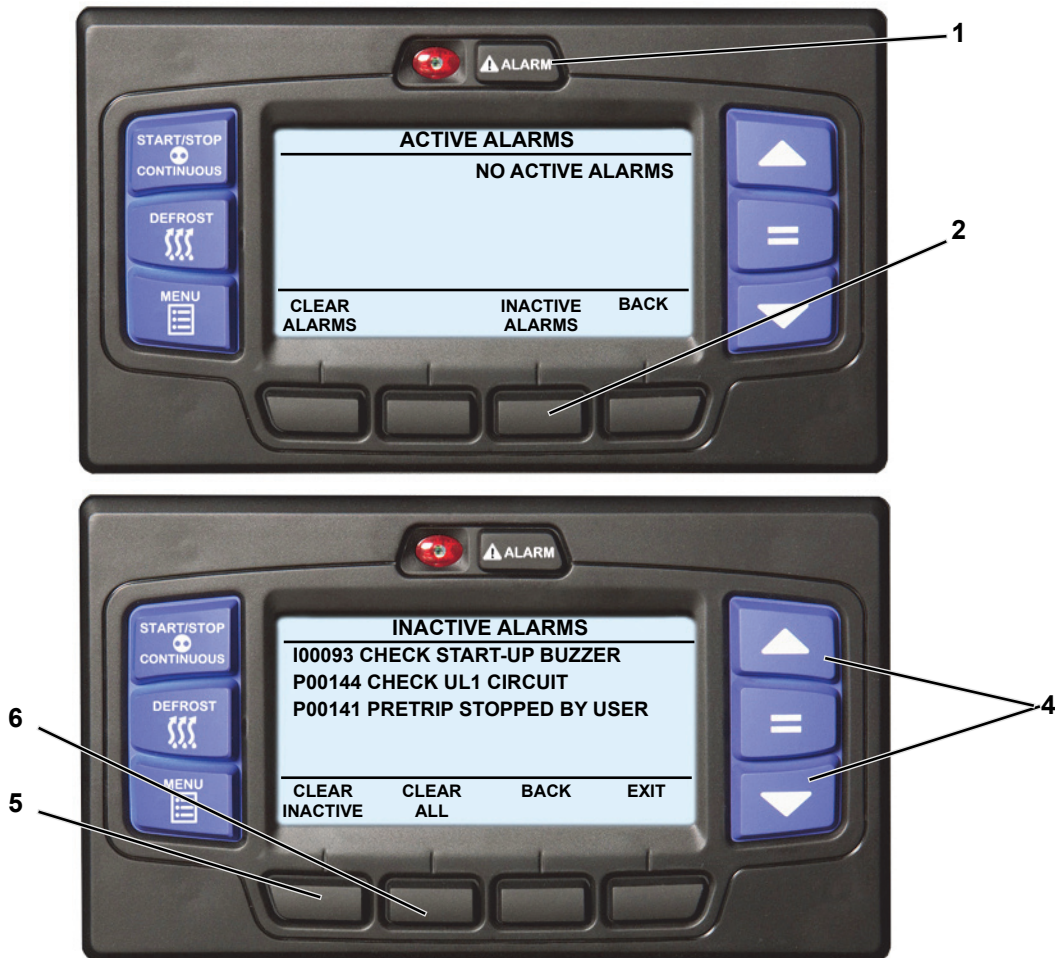 1
ALARM
START/STOP
CONTINUOUS
ACTIVE ALARMS
NO ACTIVE ALARMS
DEFROST
=
2
MENU
CLEAR
ALARMS
INACTIVE
ALARMS
BACK
ALARM
START/STOP
CONTINUOUS
INACTIVE ALARMS
I00093 CHECK START-UP BUZZER
P00144 CHECK UL1 CIRCUIT
P00141 PRETRIP STOPPED BY USER
DEFROST
=
4
6
MENU
CLEAR
INACTIVE
CLEAR
ALL
BACK
EXIT
5